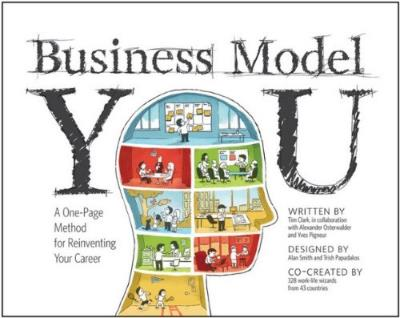 Business Model
YOU
A One-Page
Method
for Reinventing
Your Career
WRITTEN BY
Tim Clark, in collaboration
with Alexander Osterwalder
and Yves Pigneur
DESIGNED BY
Alan Smith and Trish Papadakos
CO-CREATED BY
328 work-life wizards
from 43 countries